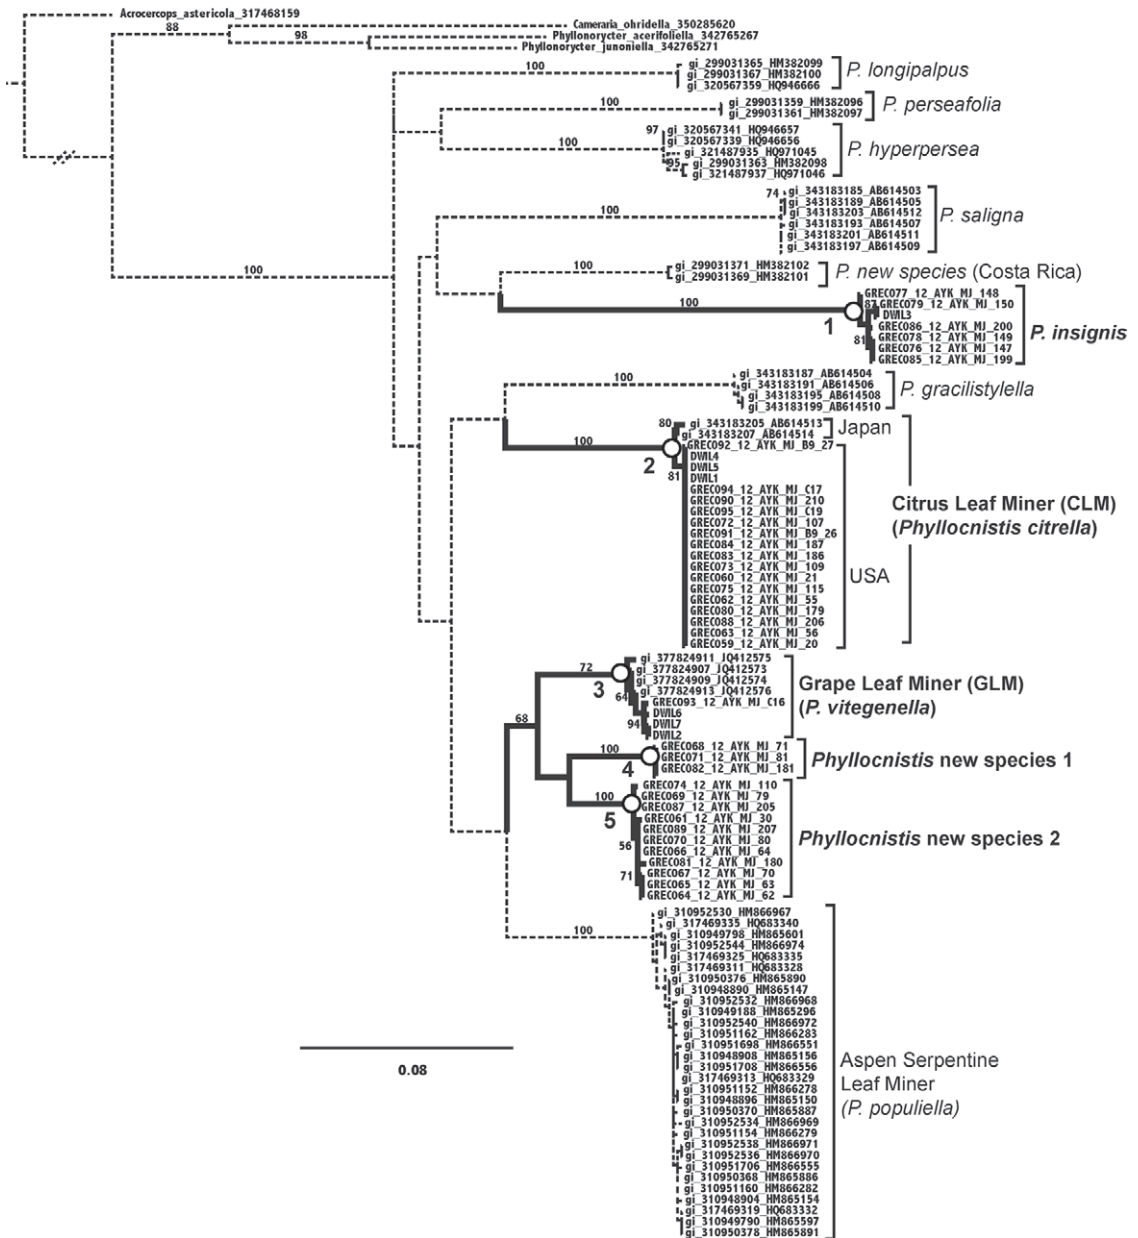 Acrocercops_astericola_317468159
88
Cameraria_ohridella_350285620
98
Phyllonorycter_acerifoliella_342765267
Phyllonorycter_junoniella_342765271
100
gi_299031365_HM382099
gi_299031367_HM382100
gi_320567359_HQ946666
P. longipalpus
100
gi_299031359_HM382096
gi_299031361_HM382097
P. perseafolia
97
100
gi_320567341_HQ946657
gi_320567339_HQ946656
gi_321487935_HQ971045
95
gi_299031363_HM382098
gi_321487937_HQ971046
P. hyperpersea
74
100
gi_343183185_AB614503
gi_343183189_AB614505
gi_343183203_AB614512
gi_343183193_AB614507
gi_343183201_AB614511
gi_343183197_AB614509
P. saligna
100
100
gi_299031371_HM382102
gi_299031369_HM382101
P. new species (Costa Rica)
100
1
GREC077_12_AYK_MJ_148
87
GREC079_12_AYK_MJ_150
DWIL3
GREC086_12_AYK_MJ_200
81
GREC078_12_AYK_MJ_149
GREC076_12_AYK_MJ_147
GREC085_12_AYK_MJ_199
P. insignis
100
gi_343183187_AB614504
gi_343183191_AB614506
gi_343183195_AB614508
gi_343183199_AB614510
P. gracilistylella
80
gi_343183205_AB614513
gi_343183207_AB614514
Japan
100
2
81
GREC092_12_AYK_MJ_B9_27
DWIL4
DWIL5
DWIL1
GREC094_12_AYK_MJ_C17
GREC090_12_AYK_MJ_210
GREC095_12_AYK_MJ_C19
GREC072_12_AYK_MJ_107
GREC091_12_AYK_MJ_B9_26
GREC084_12_AYK_MJ_187
GREC083_12_AYK_MJ_186
GREC073_12_AYK_MJ_109
GREC060_12_AYK_MJ_21
GREC075_12_AYK_MJ_115
GREC062_12_AYK_MJ_55
GREC080_12_AYK_MJ_179
GREC088_12_AYK_MJ_206
GREC063_12_AYK_MJ_56
GREC059_12_AYK_MJ_20
USA
Citrus Leaf Miner (CLM)
(Phyllocnistis citrella)
72
3
gi_377824911_JQ412575
gi_377824907_JQ412573
gi_377824909_JQ412574
gi_377824913_JQ412576
64
GREC093_12_AYK_MJ_C16
DWIL6
94
DWIL7
DWIL2
Grape Leaf Miner (GLM)
(P. vitegenella)
68
100
4
GREC068_12_AYK_MJ_71
GREC071_12_AYK_MJ_81
GREC082_12_AYK_MJ_181
Phyllocnistis new species 1
100
5
GREC074_12_AYK_MJ_110
GREC069_12_AYK_MJ_79
GREC087_12_AYK_MJ_205
GREC061_12_AYK_MJ_30
GREC089_12_AYK_MJ_207
GREC070_12_AYK_MJ_80
56
GREC066_12_AYK_MJ_64
GREC081_12_AYK_MJ_180
71
GREC067_12_AYK_MJ_70
GREC065_12_AYK_MJ_63
GREC064_12_AYK_MJ_62
Phyllocnistis new species 2
100
gi_310952530_HM866967
gi_317469335_HQ683340
gi_310949798_HM865601
gi_310952544_HM866974
gi_317469325_HQ683335
gi_317469311_HQ683328
gi_310950376_HM865890
gi_310948890_HM865147
gi_310952532_HM866968
gi_310949188_HM865296
gi_310952540_HM866972
gi_310951162_HM866283
gi_310951698_HM866551
gi_310948908_HM865156
gi_310951708_HM866556
gi_317469313_HQ683329
gi_310951152_HM866278
gi_310948896_HM865150
gi_310950370_HM865887
gi_310952534_HM866969
gi_310951154_HM866279
gi_310952538_HM866971
gi_310952536_HM866970
gi_310951706_HM866555
gi_310950368_HM865886
gi_310951160_HM866282
gi_310948904_HM865154
gi_317469319_HQ683332
gi_310949790_HM865597
gi_310950378_HM865891
Aspen Serpentine
Leaf Miner
(P. populiella)
0.08